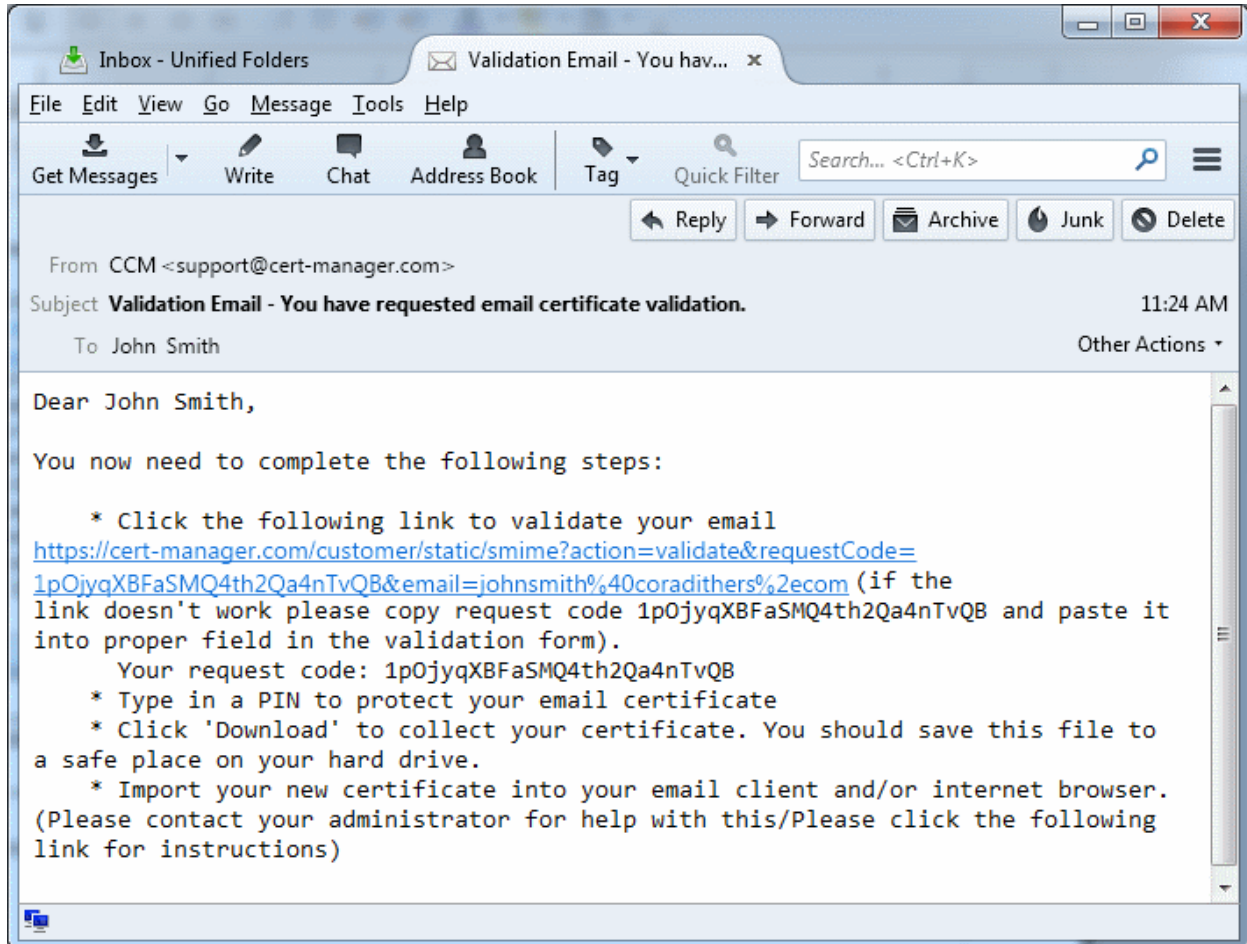 Inbox - Unified Folders
Validation Email - You hav...
File Edit View Go Message Tools Help
Get Messages Write Chat Address Book Tag Quick Filter Search... <Ctrl+K>
Reply Forward Archive Junk Delete
From CCM <support@cert-manager.com>
Subject Validation Email - You have requested email certificate validation. 11:24 AM
To John Smith Other Actions
Dear John Smith,
You now need to complete the following steps:
* Click the following link to validate your email
https://cert-manager.com/customer/static/smime?action=validate&requestCode=
1pOjyqXBFaSMQ4th2Qa4nTvQB&email=johnsmith%40coradithers%2ecom (if the
link doesn't work please copy request code 1pOjyqXBFaSMQ4th2Qa4nTvQB and paste it
into proper field in the validation form).
Your request code: 1pOjyqXBFaSMQ4th2Qa4nTvQB
* Type in a PIN to protect your email certificate
* Click 'Download' to collect your certificate. You should save this file to
a safe place on your hard drive.
* Import your new certificate into your email client and/or internet browser.
(Please contact your administrator for help with this/Please click the following
link for instructions)